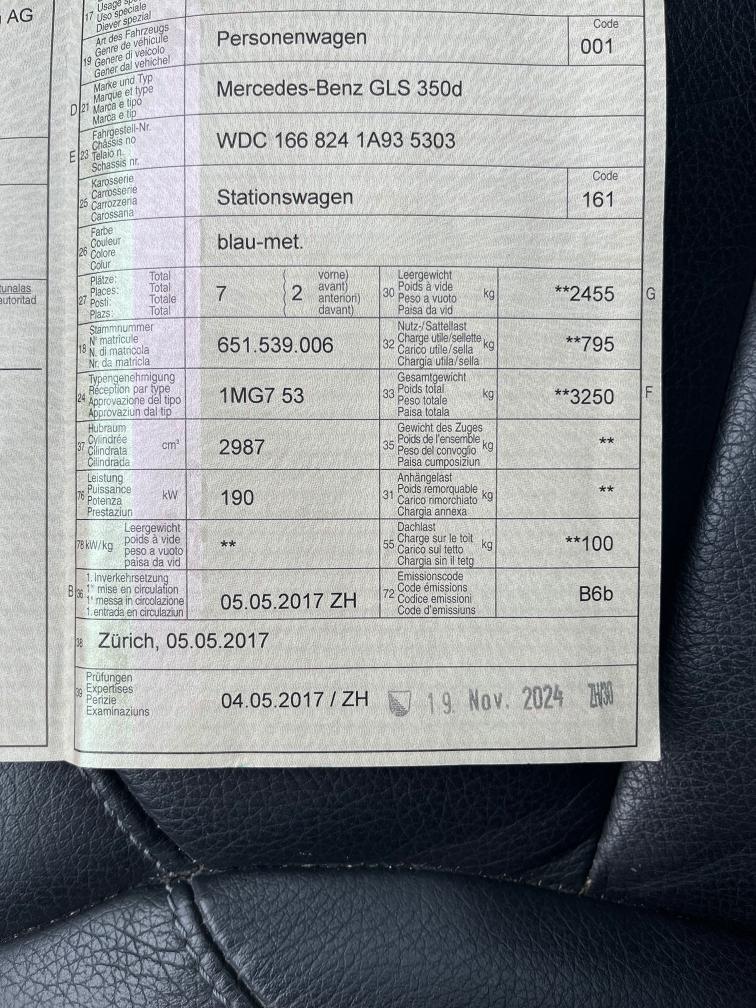 AG
17
Usage
Uso speciale
Diever spezial
Art des Fahrzeugs
19 Genre de véhicule
Genere di veicolo
Gener dal vehichel
Personenwagen
Code
001
D 21 Marke und Typ
Marque et type
Marca e tipo
Marca e tip
Mercedes-Benz GLS 350d
E 23 Fahrgestell-Nr.
Châssis no
Telaio n.
Schassis nr.
WDC 166 824 1A93 5303
25 Karosserie
Carrosserie
Carrozzeria
Carossaria
Stationswagen
Code
161
26 Farbe
Couleur
Colore
Colur
blau-met.
27 Plätze: Total
Places: Total
Posti: Totale
Plazs: Total
7
( 2 vorne)
avant)
anteriori)
davant)
30 Leergewicht
Poids à vide
Peso a vuoto
Paisa da vid
kg
**2455
G
18 Stammnummer
N° matricule
N. di matricola
Nr. da matricla
651.539.006
32 Nutz-/Sattellast
Charge utile/sellette
Carico utile/sella
Chargia utila/sella
kg
**795
24 Typengenehmigung
Réception par type
Approvazione del tipo
Approvaziun dal tip
1MG7 53
33 Gesamtgewicht
Poids total
Peso totale
Paisa totala
kg
**3250
F
37 Hubraum
Cylindrée
Cilindrata
Cilindrada
cm³
2987
35 Gewicht des Zuges
Poids de l'ensemble
Peso del convoglio
Paisa cumposiziun
kg
**
76 Leistung
Puissance
Potenza
Prestaziun
kW
190
31 Anhängelast
Poids remorquable
Carico rimorchiato
Chargia annexa
kg
**
78 kW/kg
Leergewicht
poids à vide
peso a vuoto
paisa da vid
**
55 Dachlast
Charge sur le toit
Carico sul tetto
Chargia sin il tetg
kg
**100
B 36 1. Inverkehrsetzung
1re mise en circulation
1a messa in circolazione
1. entrada en circulaziun
05.05.2017 ZH
72 Emissionscode
Code émissions
Codice emissioni
Code d'emissiuns
B6b
38 Zürich, 05.05.2017
39 Prüfungen
Expertises
Perizie
Examinaziuns
04.05.2017 / ZH
19. Nov. 2024 ZH30
tunalas
autoritad